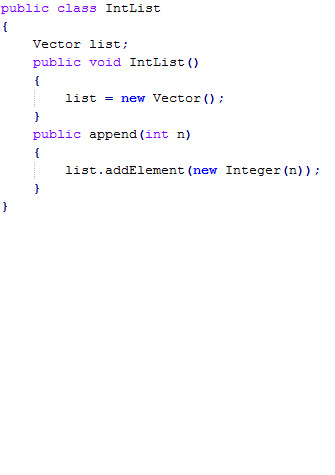 public class IntList
{
    Vector list;
    public void IntList()
    {
        list = new Vector();
    }
    public append(int n)
    {
        list.addElement(new Integer(n));
    }
}